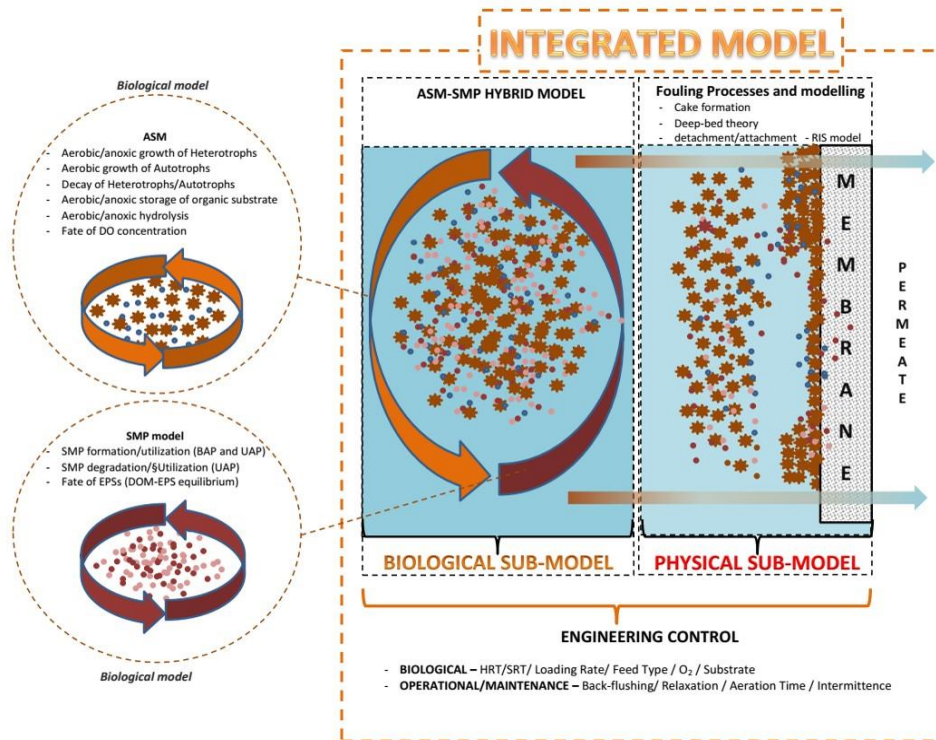 INTEGRATED MODEL
Biological model
ASM
- Aerobic/anoxic growth of Heterotrophs
- Aerobic growth of Autotrophs
- Decay of Heterotrophs/Autotrophs
- Aerobic/anoxic storage of organic substrate
- Aerobic/anoxic hydrolysis
- Fate of DO concentration
SMP model
- SMP formation/utilization (BAP and UAP)
- SMP degradation/§Utilization (UAP)
- Fate of EPSs (DOM-EPS equilibrium)
Biological model
ASM-SMP HYBRID MODEL
Fouling Processes and modelling
- Cake formation
- Deep-bed theory
- detachment/attachment - RIS model
MEMBRANE
PERMEATE
BIOLOGICAL SUB-MODEL
PHYSICAL SUB-MODEL
ENGINEERING CONTROL
- BIOLOGICAL – HRT/SRT/ Loading Rate/ Feed Type / O₂ / Substrate
- OPERATIONAL/MAINTENANCE – Back-flushing/ Relaxation / Aeration Time / Intermittence